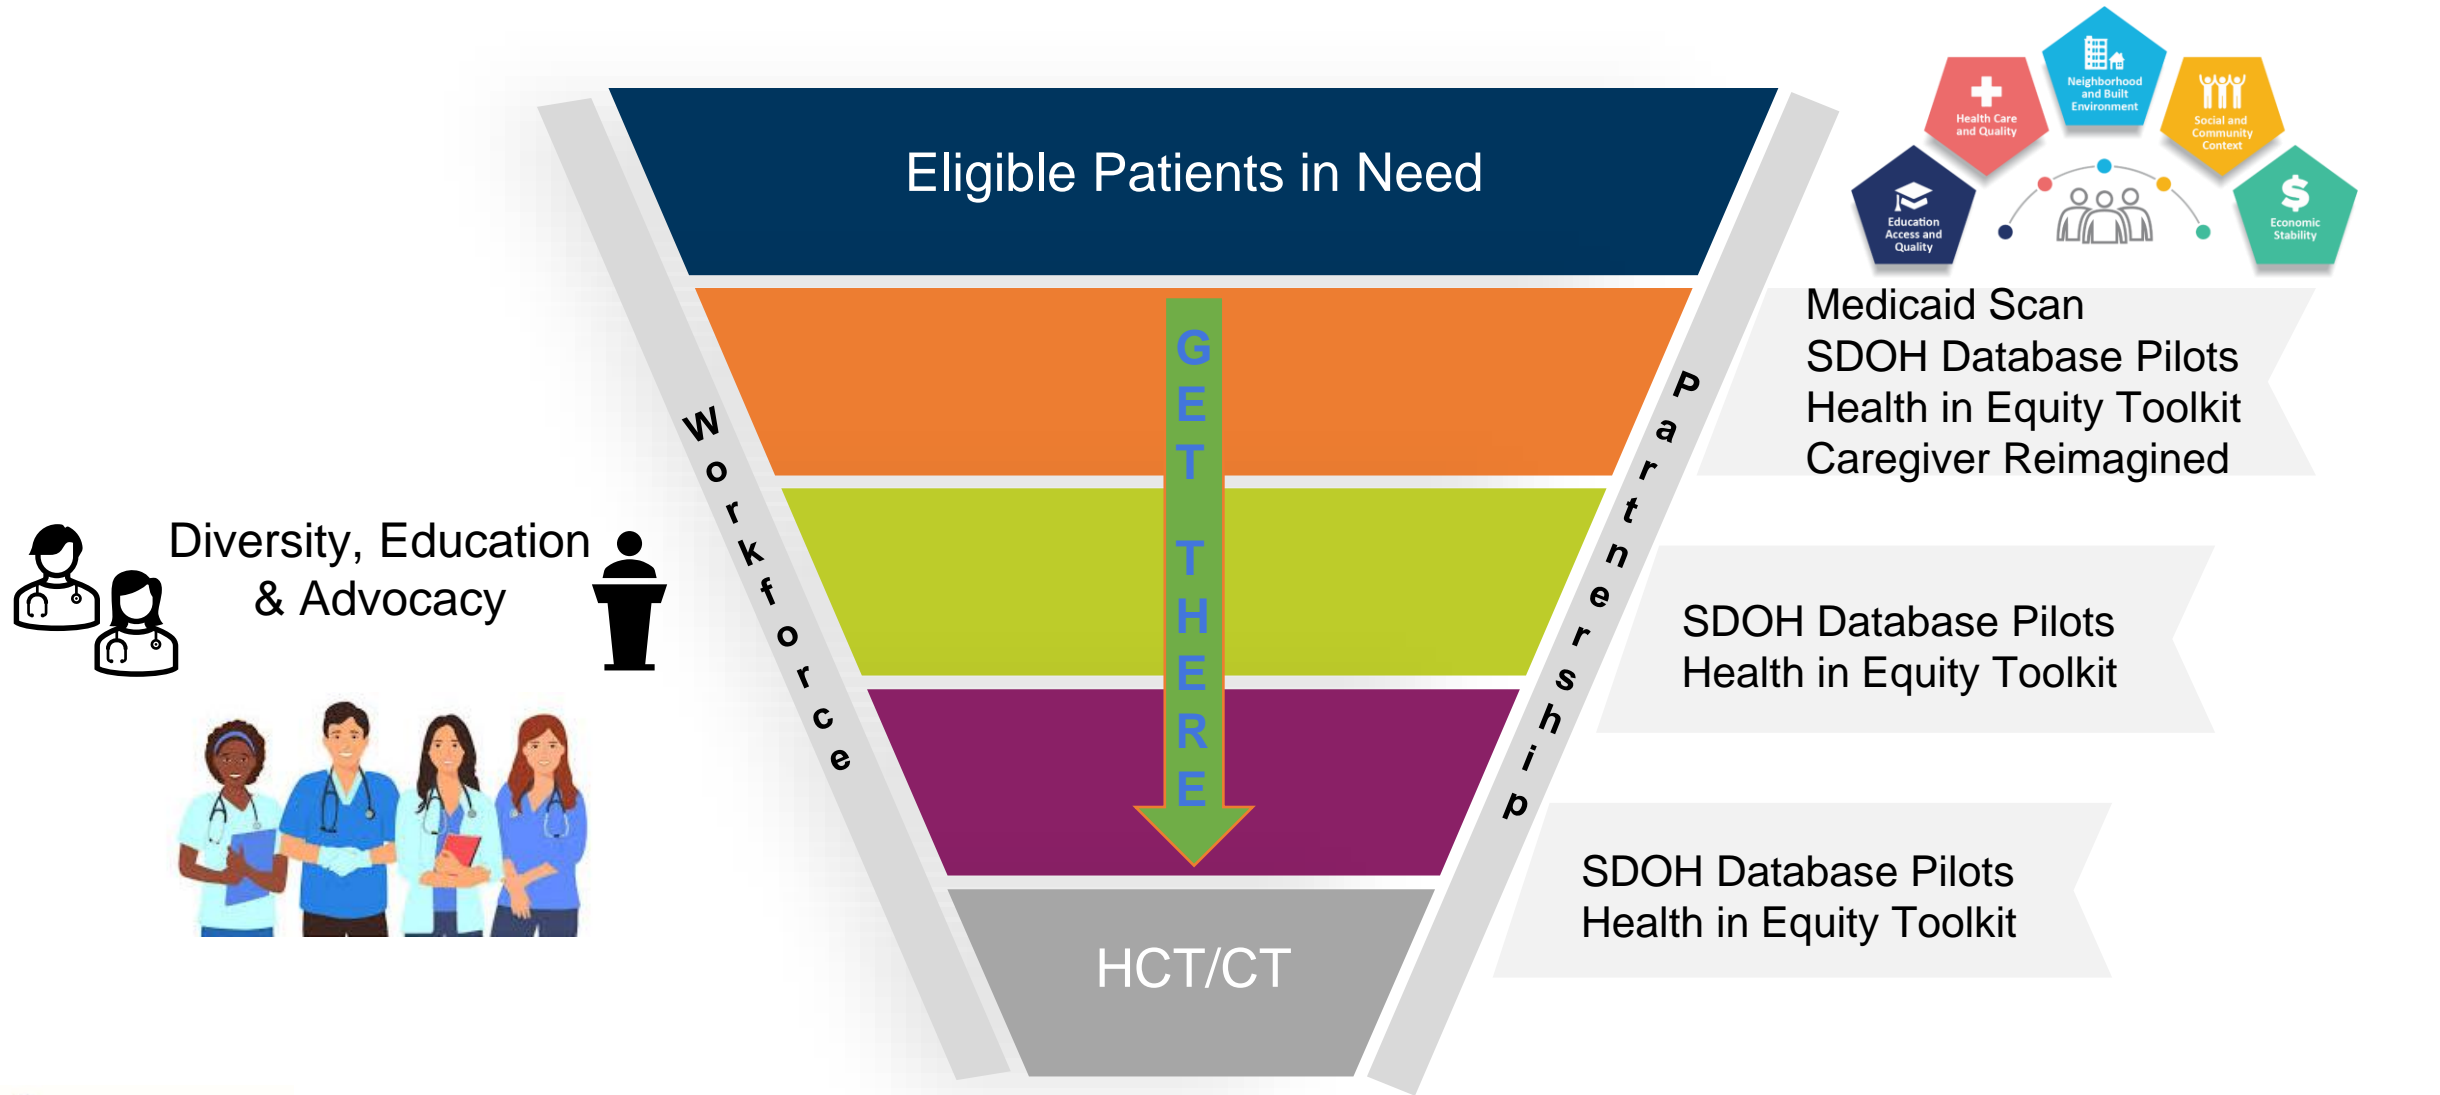 Eligible Patients in Need
GET THERE
HCT/CT
Workforce
Partnership
Diversity, Education
& Advocacy
Education
Access and
Quality
Health Care
and Quality
Neighborhood
and Built
Environment
Social and
Community
Context
Economic
Stability
Medicaid Scan
SDOH Database Pilots
Health in Equity Toolkit
Caregiver Reimagined
SDOH Database Pilots
Health in Equity Toolkit
SDOH Database Pilots
Health in Equity Toolkit